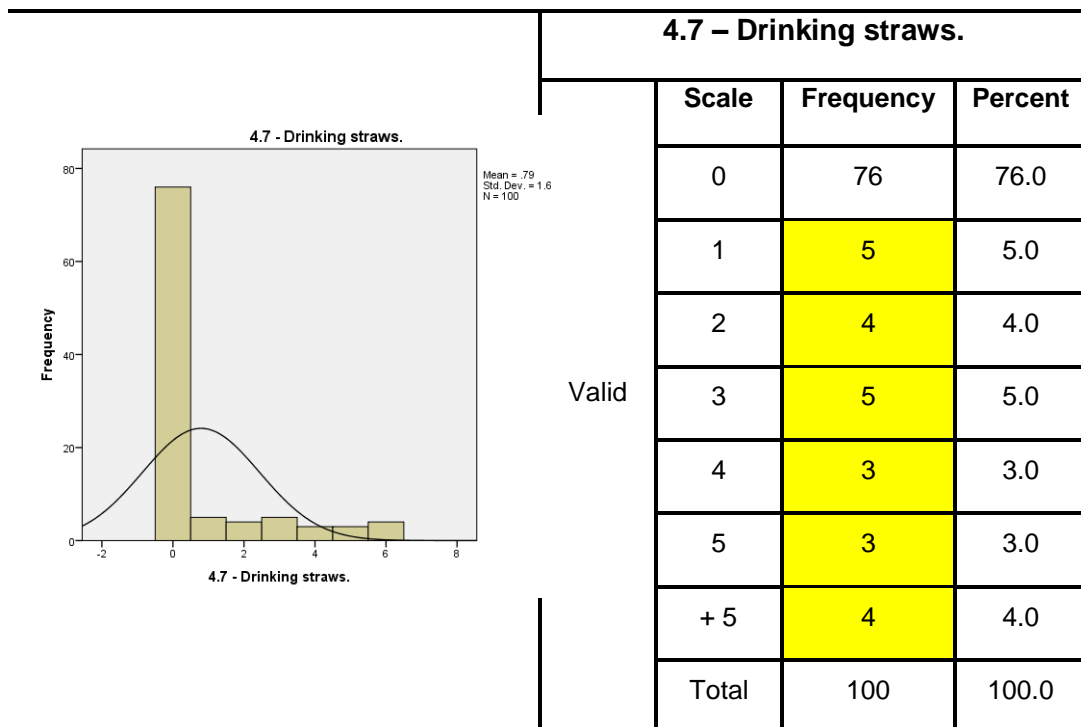 4.7 - Drinking straws.
Mean = .79
Std. Dev. = 1.6
N = 100
80
60
40
20
0
Frequency
-2 0 2 4 6 8
4.7 - Drinking straws.
4.7 – Drinking straws.
Scale Frequency Percent
0 76 76.0
1 5 5.0
2 4 4.0
Valid 3 5 5.0
4 3 3.0
5 3 3.0
+ 5 4 4.0
Total 100 100.0